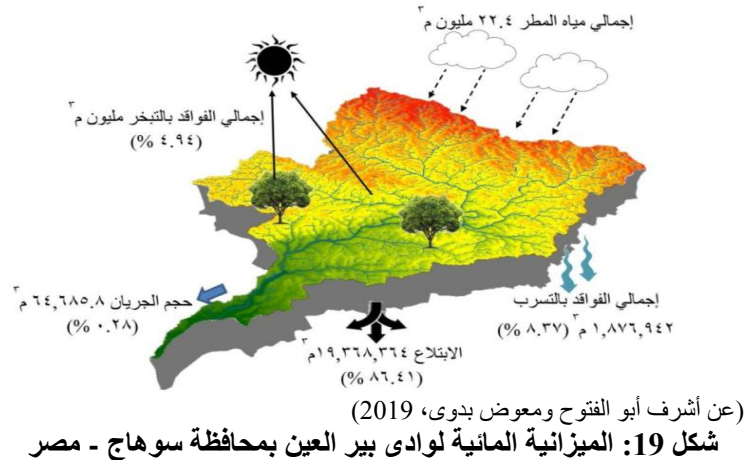 إجمالي مياه المطر ٢٢.٤ مليون م٣
إجمالي الفواقد بالتبخر مليون م٣
(٤.٩٤ %)
حجم الجريان ٦٤,٦٨٥.٨ م٣
(٠.٢٨ %)
إجمالي الفواقد بالتسرب
١,٨٧٦,٩٤٢ م٣ (٨.٣٧ %)
الابتلاع ١٩,٣٦٨,٣٦٤م٣
(٨٦.٤١ %)
(عن أشرف أبو الفتوح ومعوض بدوى، 2019)
شكل 19: الميزانية المائية لوادى بير العين بمحافظة سوهاج - مصر